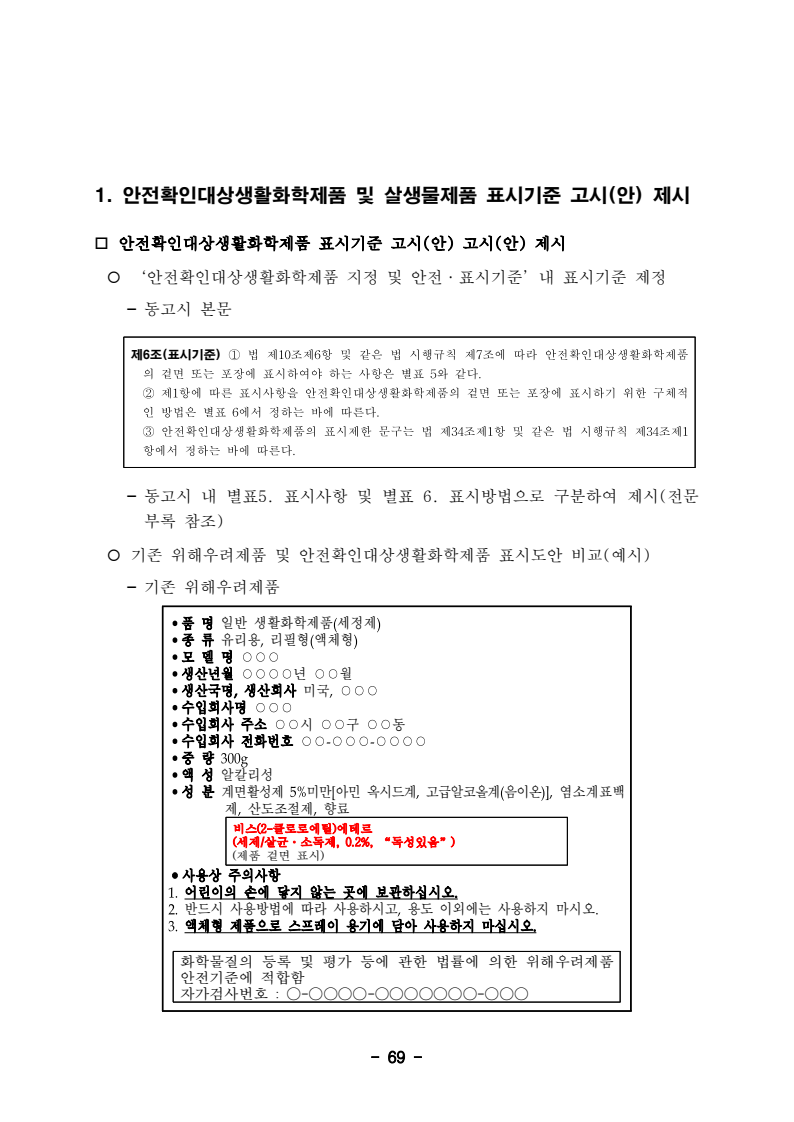 1. 안전확인대상생활화학제품 및 살생물제품 표시기준 고시(안) 제시
□ 안전확인대상생활화학제품 표시기준 고시(안) 고시(안) 제시
○ ‘안전확인대상생활화학제품 지정 및 안전·표시기준’ 내 표시기준 제정
- 동고시 본문
제6조(표시기준) ① 법 제10조제6항 및 같은 법 시행규칙 제7조에 따라 안전확인대상생활화학제품
의 겉면 또는 포장에 표시하여야 하는 사항은 별표 5와 같다.
② 제1항에 따른 표시사항을 안전확인대상생활화학제품의 겉면 또는 포장에 표시하기 위한 구체적
인 방법은 별표 6에서 정하는 바에 따른다.
③ 안전확인대상생활화학제품의 표시제한 문구는 법 제34조제1항 및 같은 법 시행규칙 제34조제1
항에서 정하는 바에 따른다.
- 동고시 내 별표5. 표시사항 및 별표 6. 표시방법으로 구분하여 제시(전문
부록 참조)
○ 기존 위해우려제품 및 안전확인대상생활화학제품 표시도안 비교(예시)
- 기존 위해우려제품
•품 명 일반 생활화학제품(세정제)
•종 류 유리용, 리필형(액체형)
•모 델 명 ○○○
•생산년월 ○○○○년 ○○월
•생산국명, 생산회사 미국, ○○○
•수입회사명 ○○○
•수입회사 주소 ○○시 ○○구 ○○동
•수입회사 전화번호 ○○-○○○-○○○○
•중 량 300g
•액 성 알칼리성
•성 분 계면활성제 5%미만[아민 옥시드계, 고급알코올계(음이온)], 염소계표백
제, 산도조절제, 향료
비스(2-클로로에틸)에테르
(세제/살균·소독제, 0.2%, “독성있음”)
(제품 겉면 표시)
•사용상 주의사항
1. 어린이의 손에 닿지 않는 곳에 보관하십시오.
2. 반드시 사용방법에 따라 사용하시고, 용도 이외에는 사용하지 마시오.
3. 액체형 제품으로 스프레이 용기에 담아 사용하지 마십시오.
화학물질의 등록 및 평가 등에 관한 법률에 의한 위해우려제품
안전기준에 적합함
자가검사번호 : ○-○○○○-○○○○○○○-○○○
- 69 -